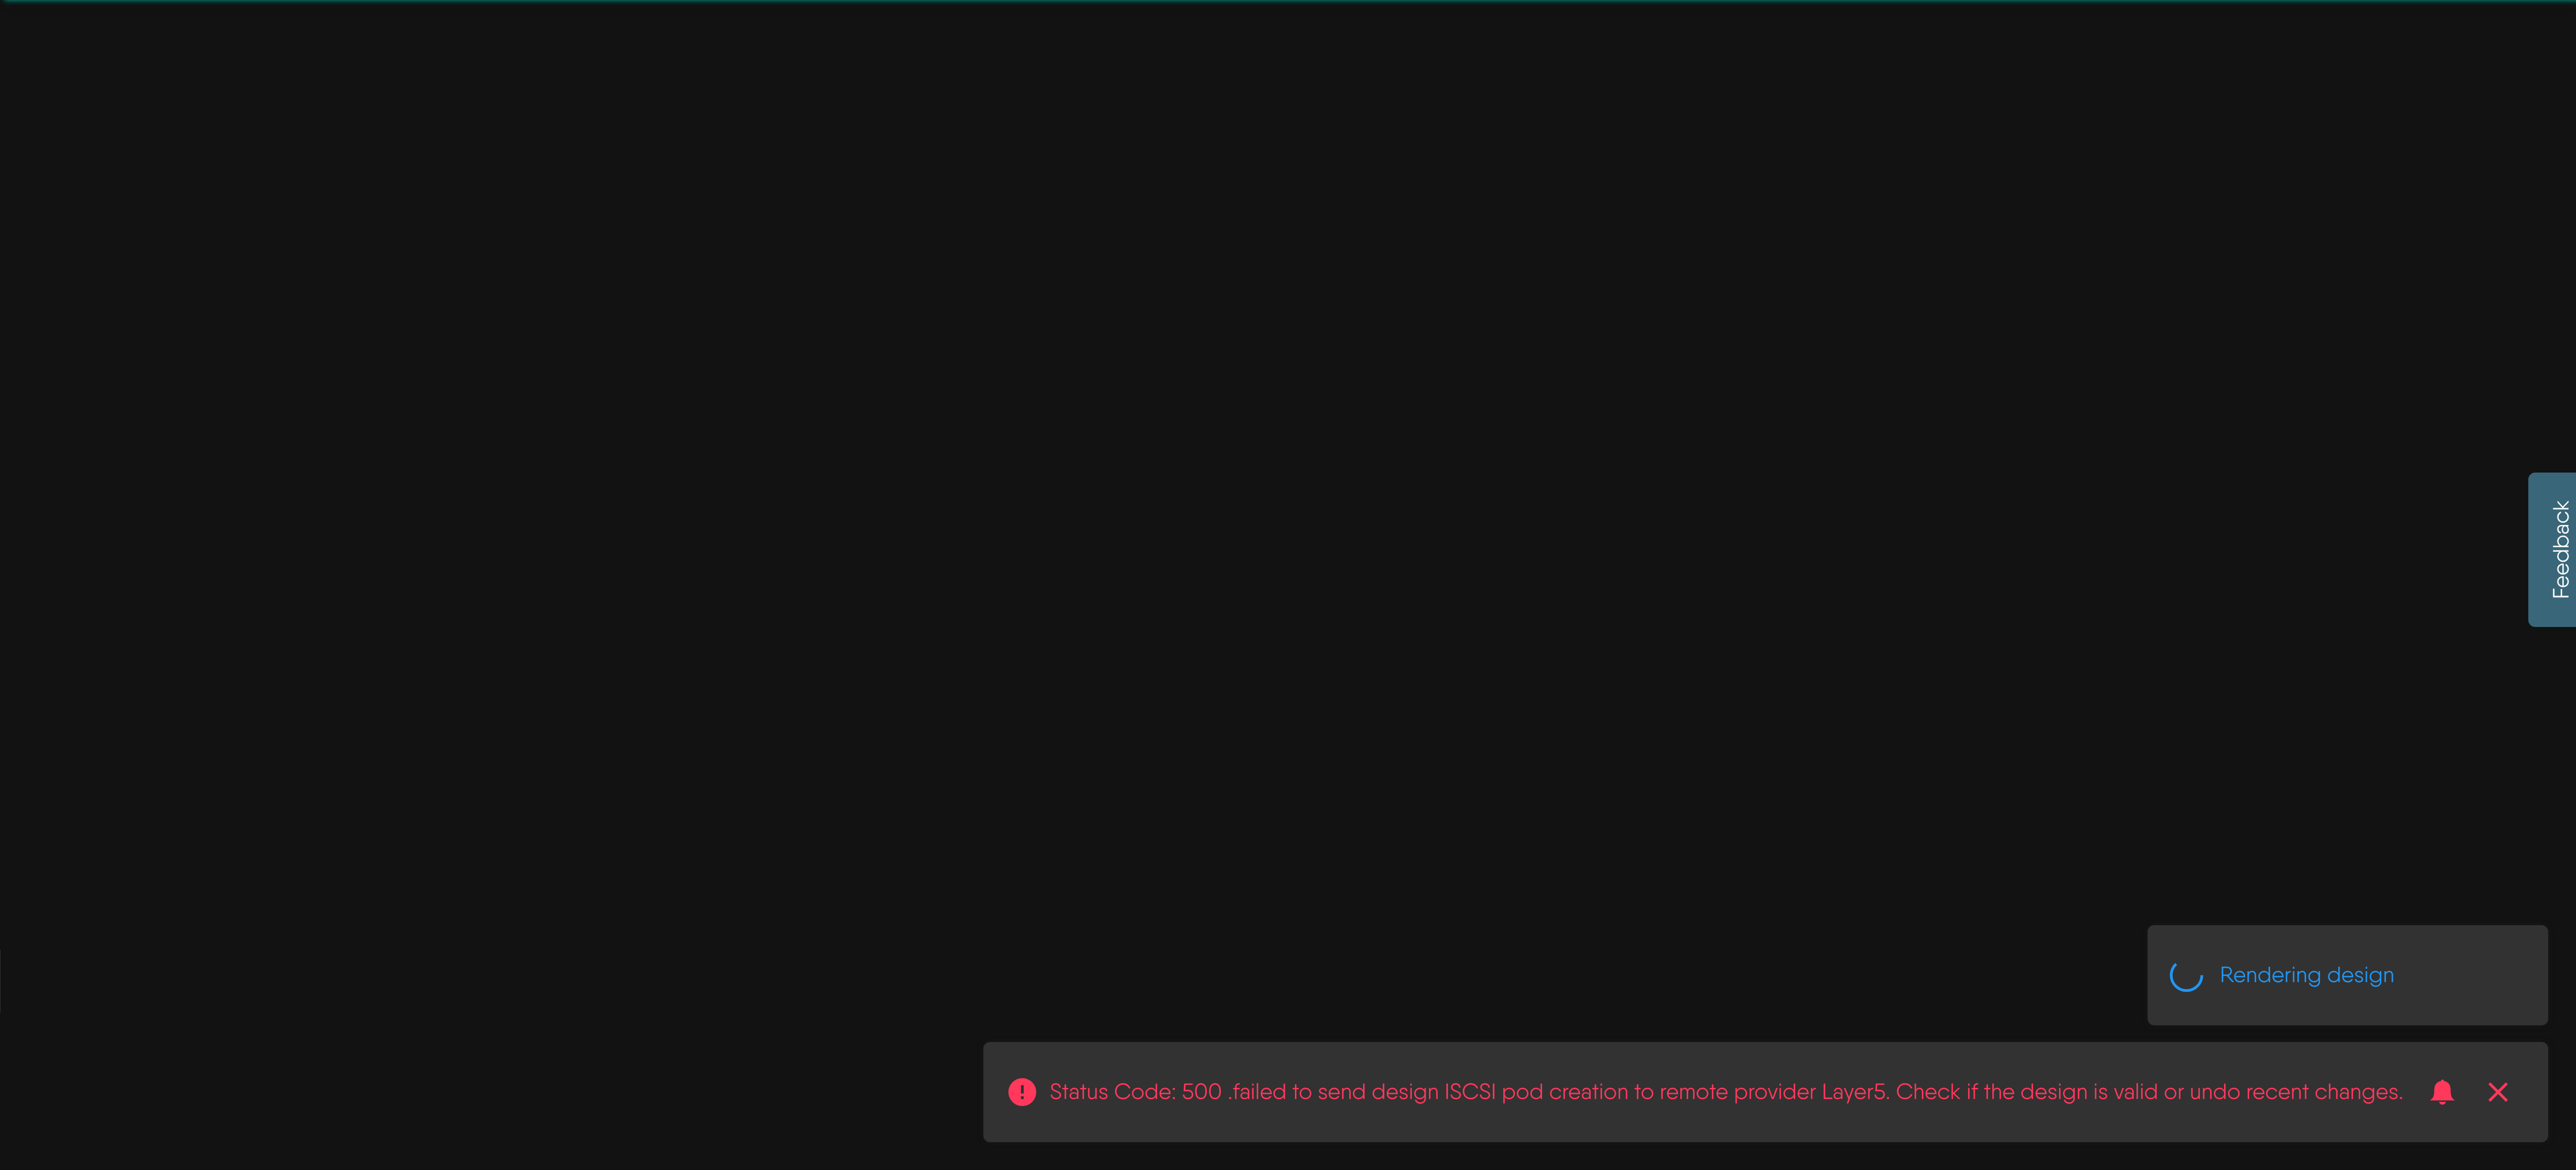 Feedback
Rendering design
Status Code: 500 .failed to send design ISCSI pod creation to remote provider Layer5. Check if the design is valid or undo recent changes.